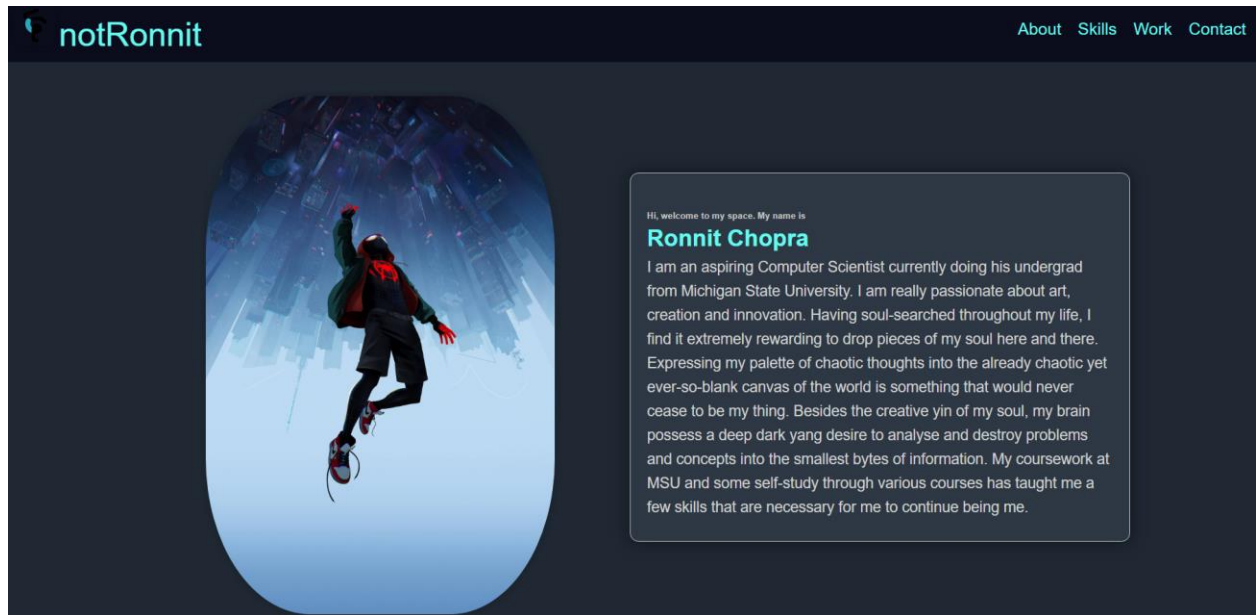 notRonnit
About Skills Work Contact
Hi, welcome to my space. My name is
Ronnit Chopra
I am an aspiring Computer Scientist currently doing his undergrad
from Michigan State University. I am really passionate about art,
creation and innovation. Having soul-searched throughout my life, I
find it extremely rewarding to drop pieces of my soul here and there.
Expressing my palette of chaotic thoughts into the already chaotic yet
ever-so-blank canvas of the world is something that would never
cease to be my thing. Besides the creative yin of my soul, my brain
possess a deep dark yang desire to analyse and destroy problems
and concepts into the smallest bytes of information. My coursework at
MSU and some self-study through various courses has taught me a
few skills that are necessary for me to continue being me.